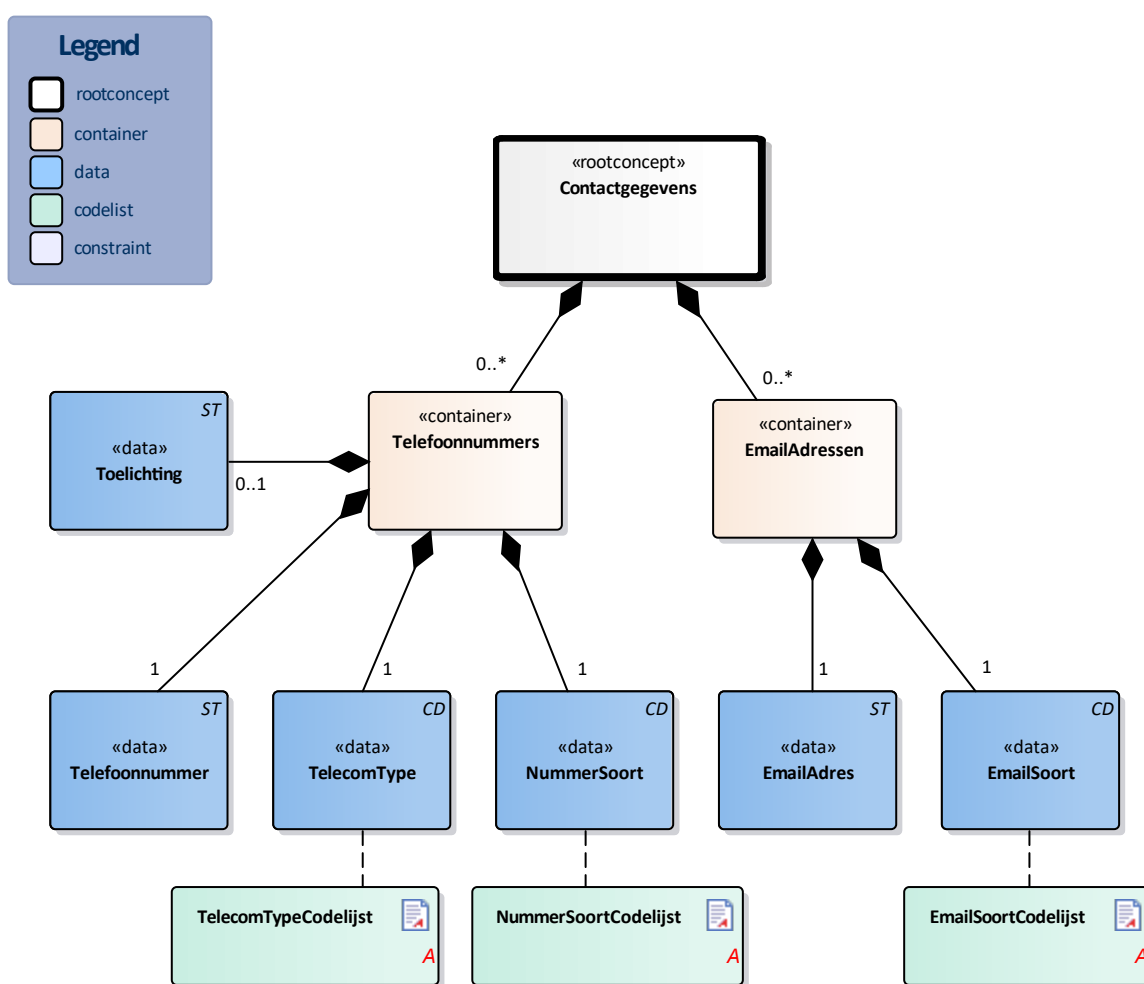 Legend
rootconcept
container
data
codelist
constraint
«rootconcept»
Contactgegevens
0..*
0..*
ST
«data»
Toelichting
0..1
«container»
Telefoonnummers
«container»
EmailAdressen
1
1
1
1
1
ST
«data»
Telefoonnummer
CD
«data»
TelecomType
CD
«data»
NummerSoort
ST
«data»
EmailAdres
CD
«data»
EmailSoort
TelecomTypeCodelijst
A
NummerSoortCodelijst
A
EmailSoortCodelijst
A